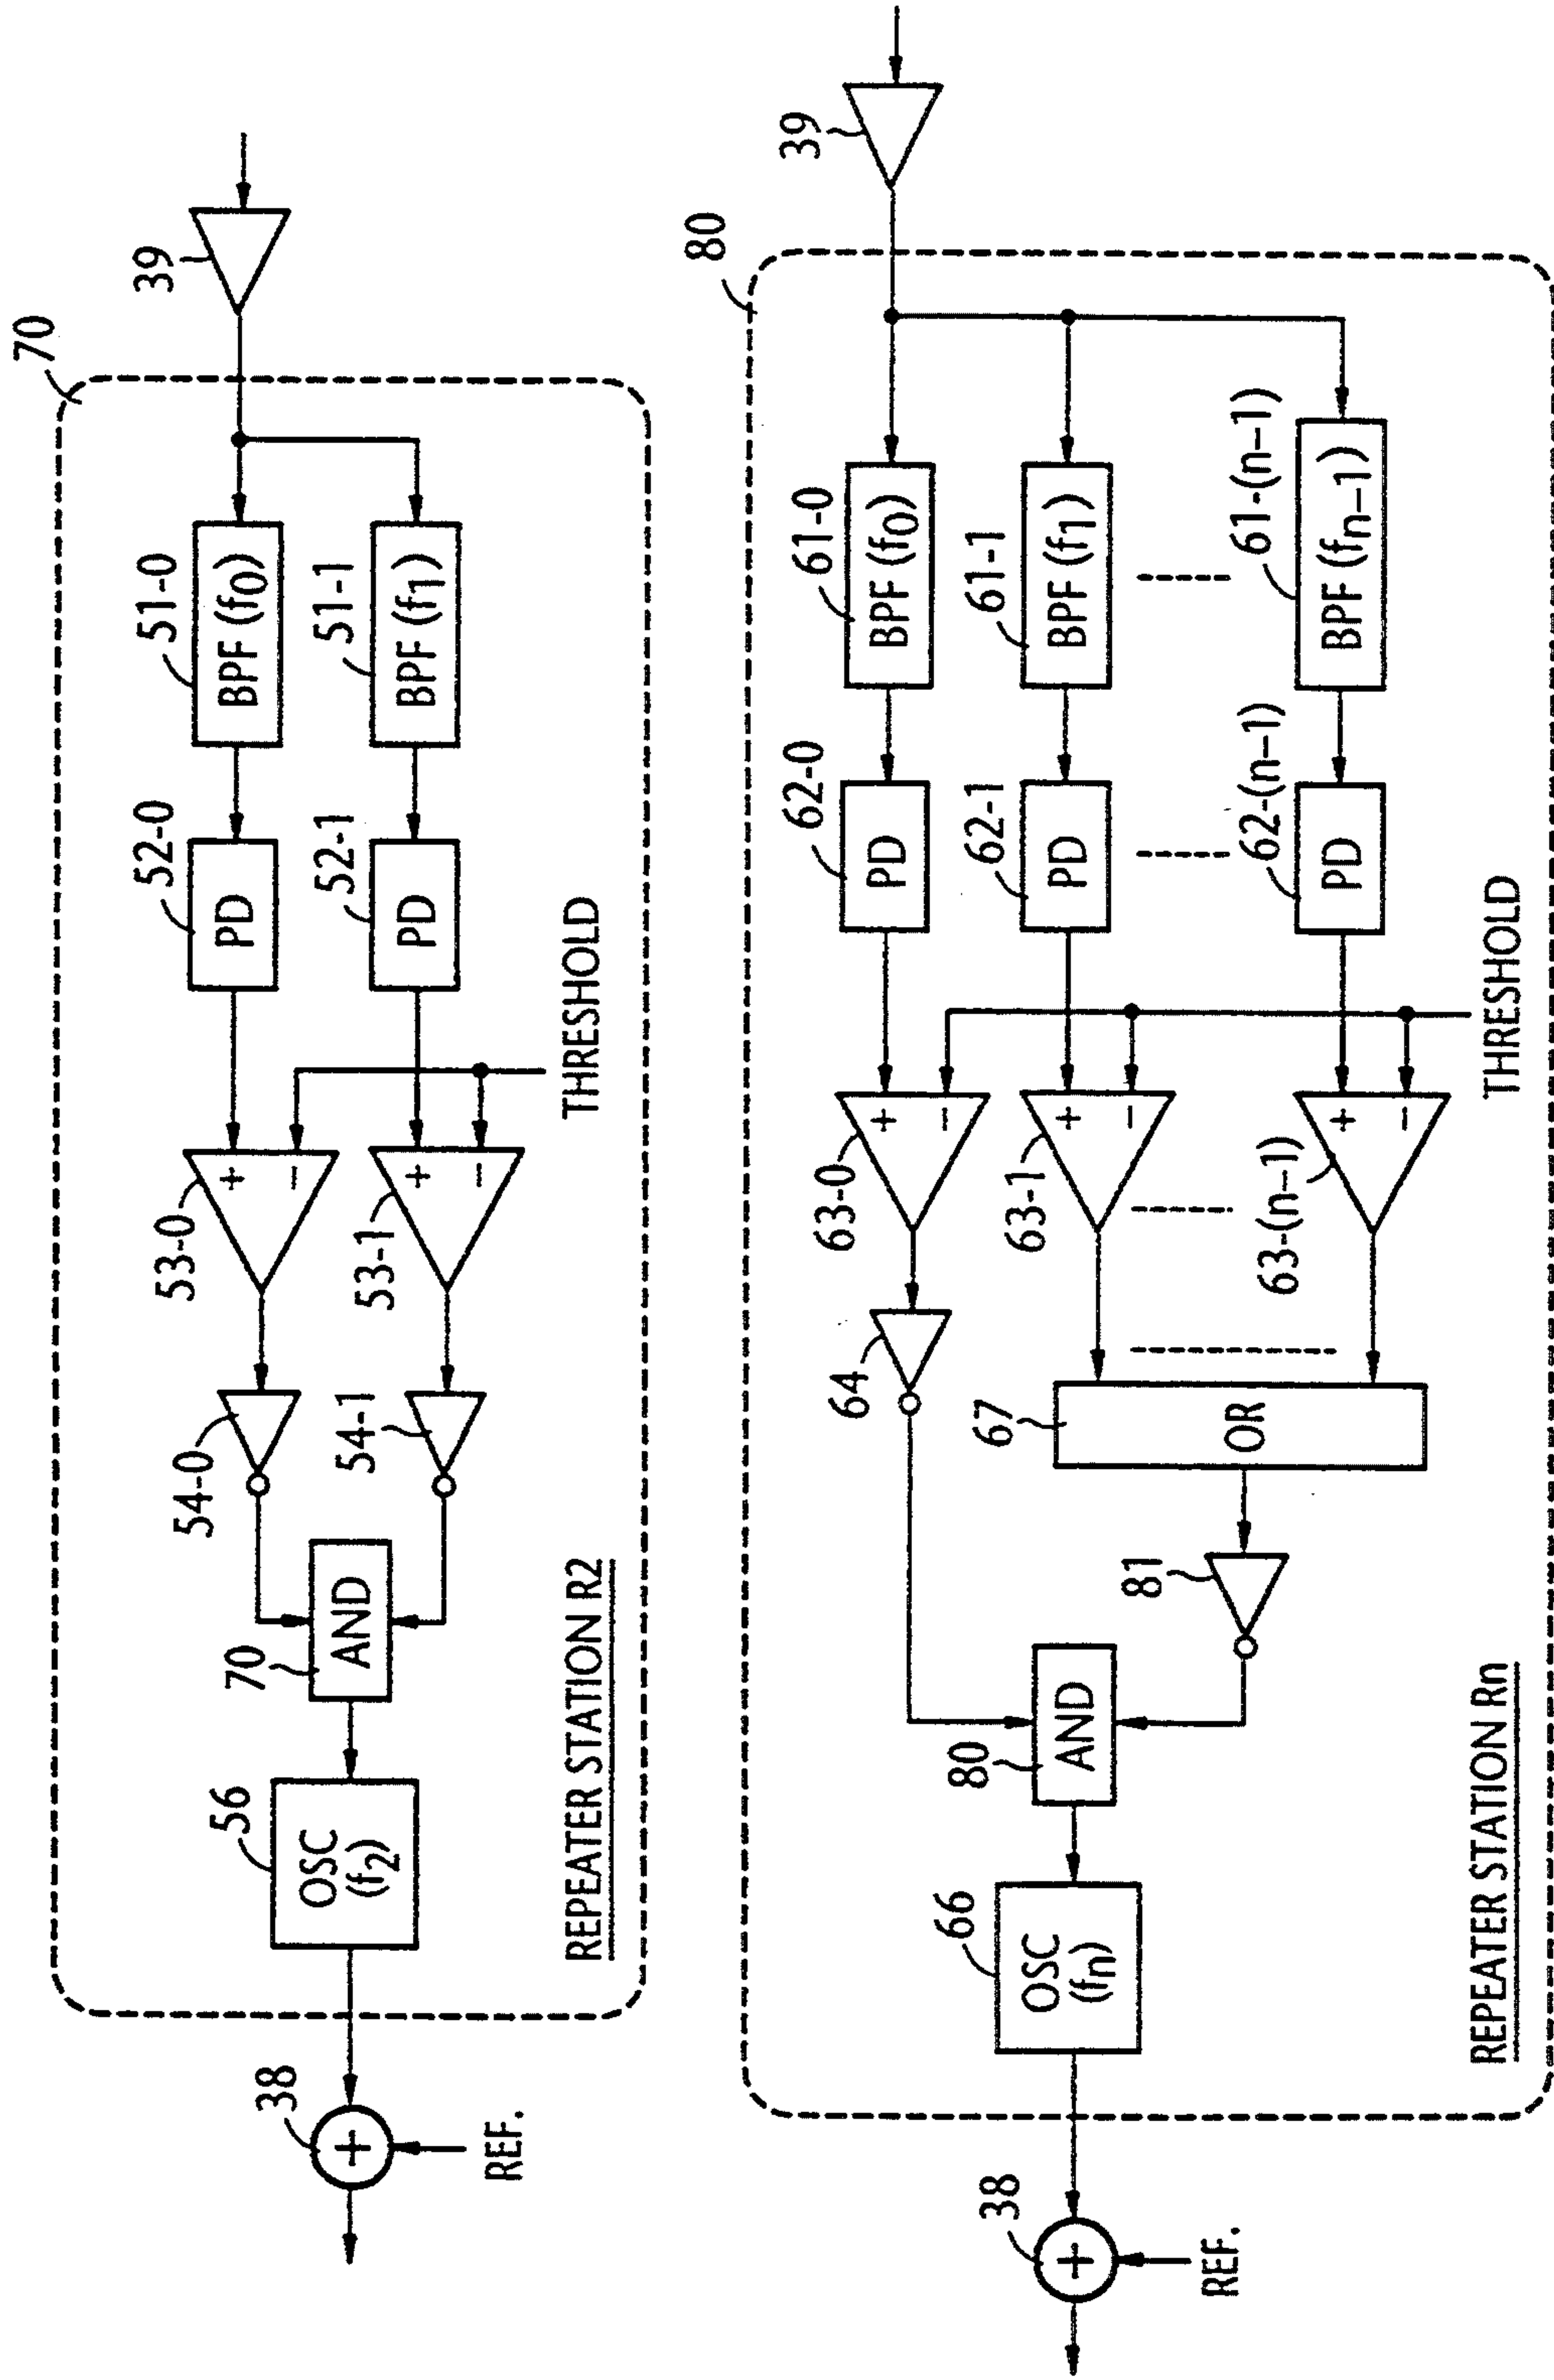 70
39
51-0
BPF (f0)
51-1
BPF (f1)
52-0
PD
52-1
PD
THRESHOLD
53-0
+
−
53-1
+
−
54-0
54-1
70
AND
56
OSC
(f2)
REPEATER STATION R2
38
+
REF.
80
39
61-0
BPF (f0)
61-1
BPF (f1)
61-(n−1)
BPF (fn−1)
62-0
PD
62-1
PD
62-(n−1)
PD
THRESHOLD
63-0
+
−
63-1
+
−
63-(n−1)
+
−
64
67
OR
81
80
AND
66
OSC
(fn)
REPEATER STATION Rn
38
+
REF.